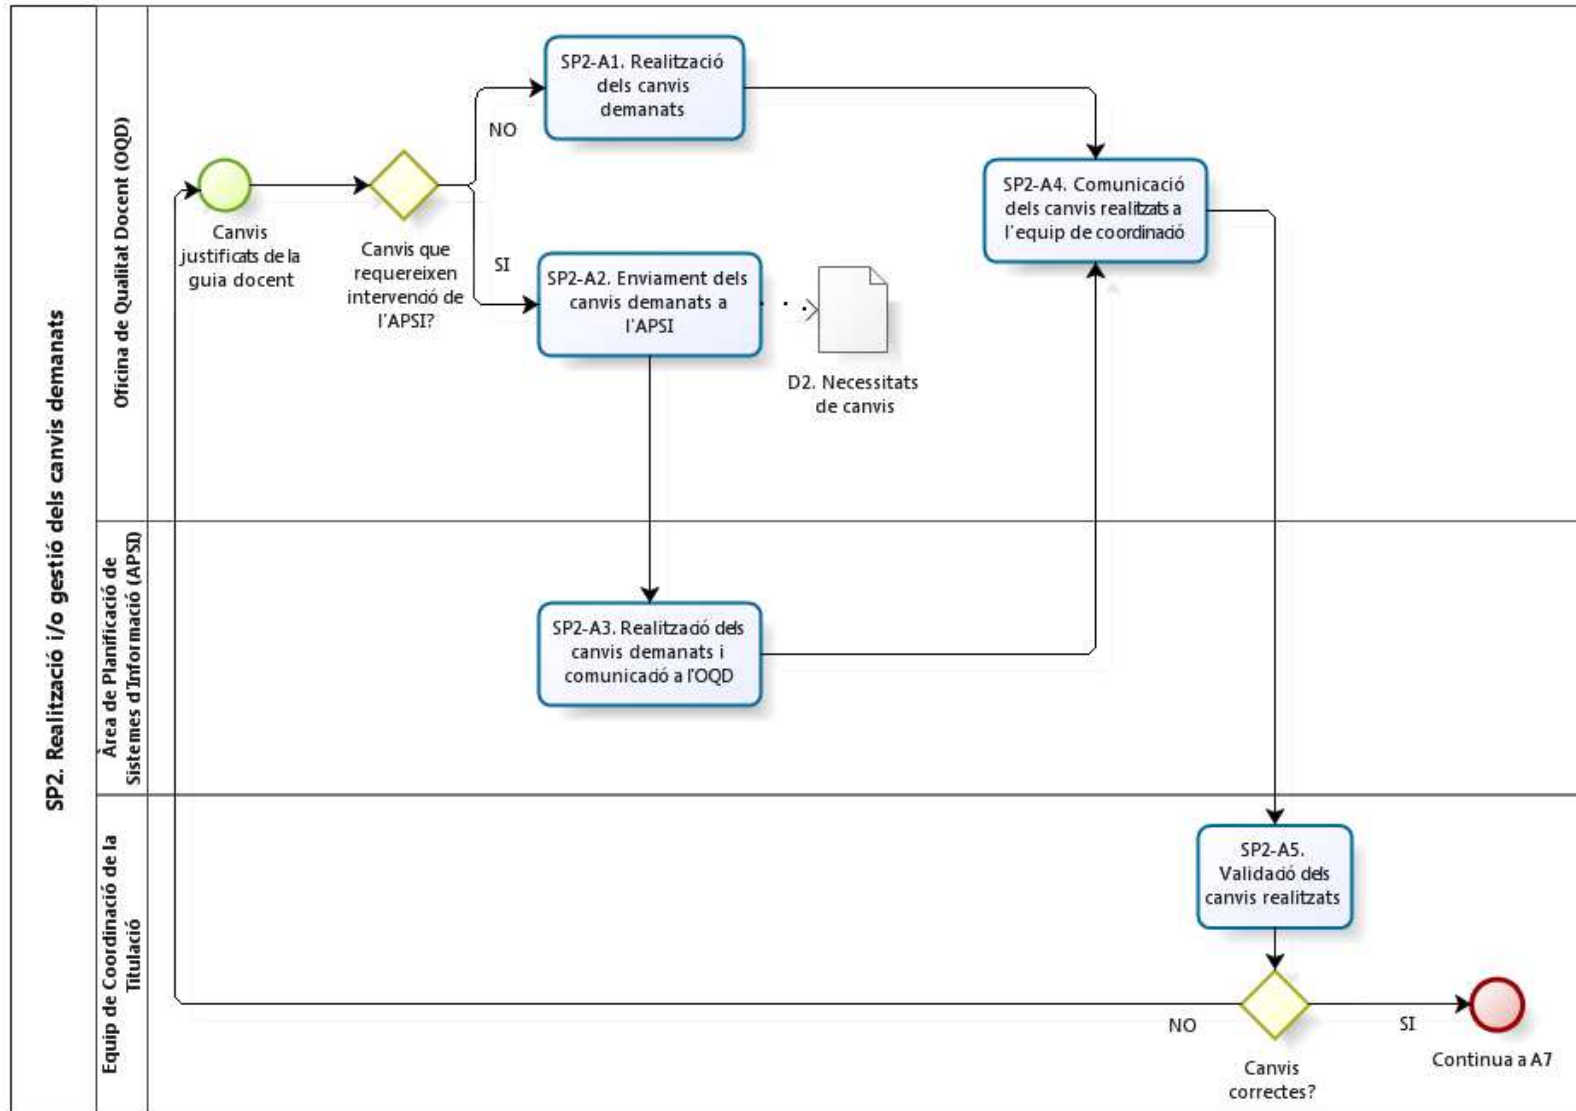 SP2. Realització i/o gestió dels canvis demanats
Oficina de Qualitat Docent (OQD)
SP2-A1. Realització
dels canvis
demanats
NO
Canvis
justificats de la
guia docent
Canvis que
requereixen
intervenció de
l'APSI?
SI
SP2-A2. Enviament dels
canvis demanats a
l'APSI
D2. Necessitats
de canvis
SP2-A4. Comunicació
dels canvis realitzats a
l'equip de coordinació
Àrea de Planificació de
Sistemes d'Informació (APSI)
SP2-A3. Realització dels
canvis demanats i
comunicació a l'OQD
Equip de Coordinació de la
Titulació
SP2-A5.
Validació dels
canvis realitzats
NO
SI
Canvis
correctes?
Continua a A7